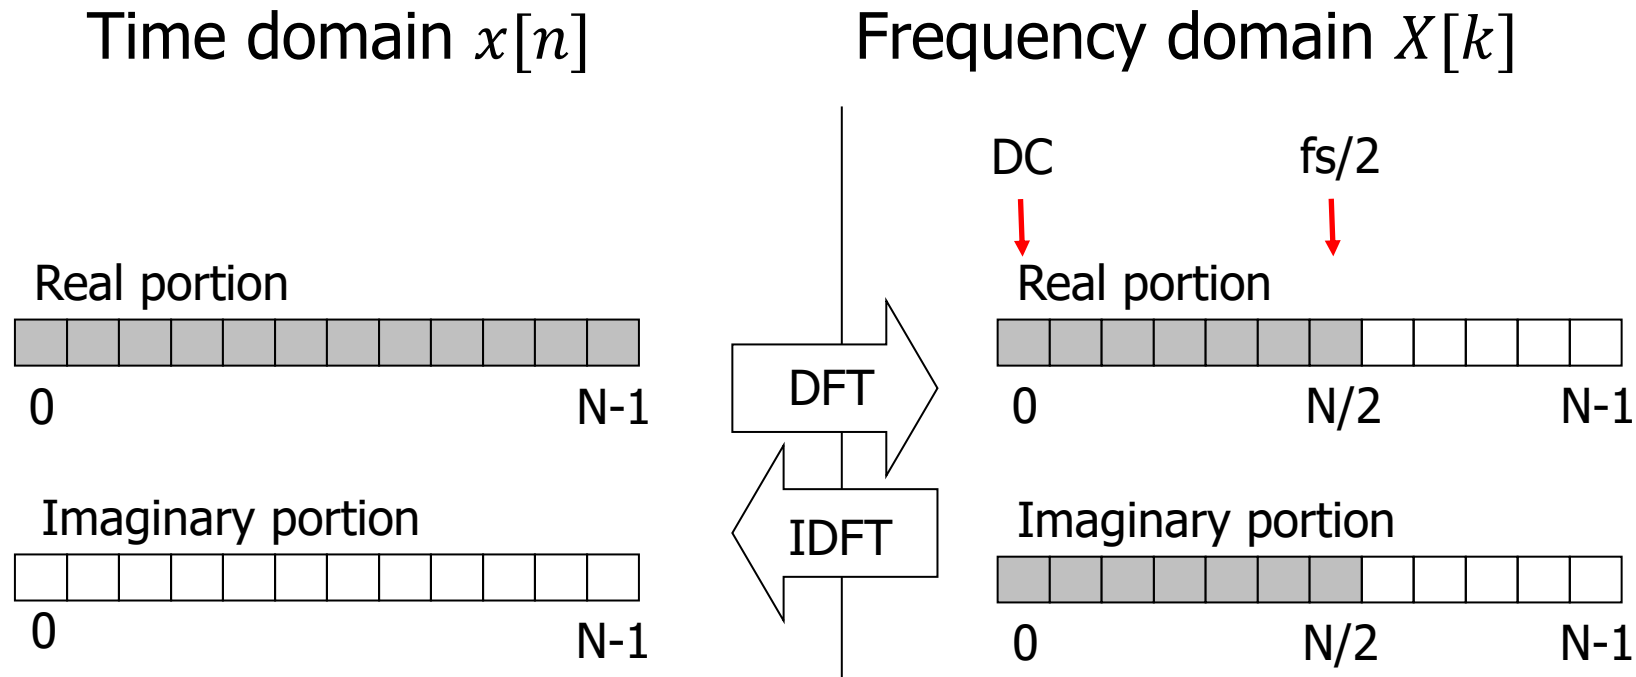 Time domain x[n]
Frequency domain X[k]
DC
fs/2
Real portion
0
N-1
Imaginary portion
0
N-1
DFT
IDFT
Real portion
0
N/2
N-1
Imaginary portion
0
N/2
N-1